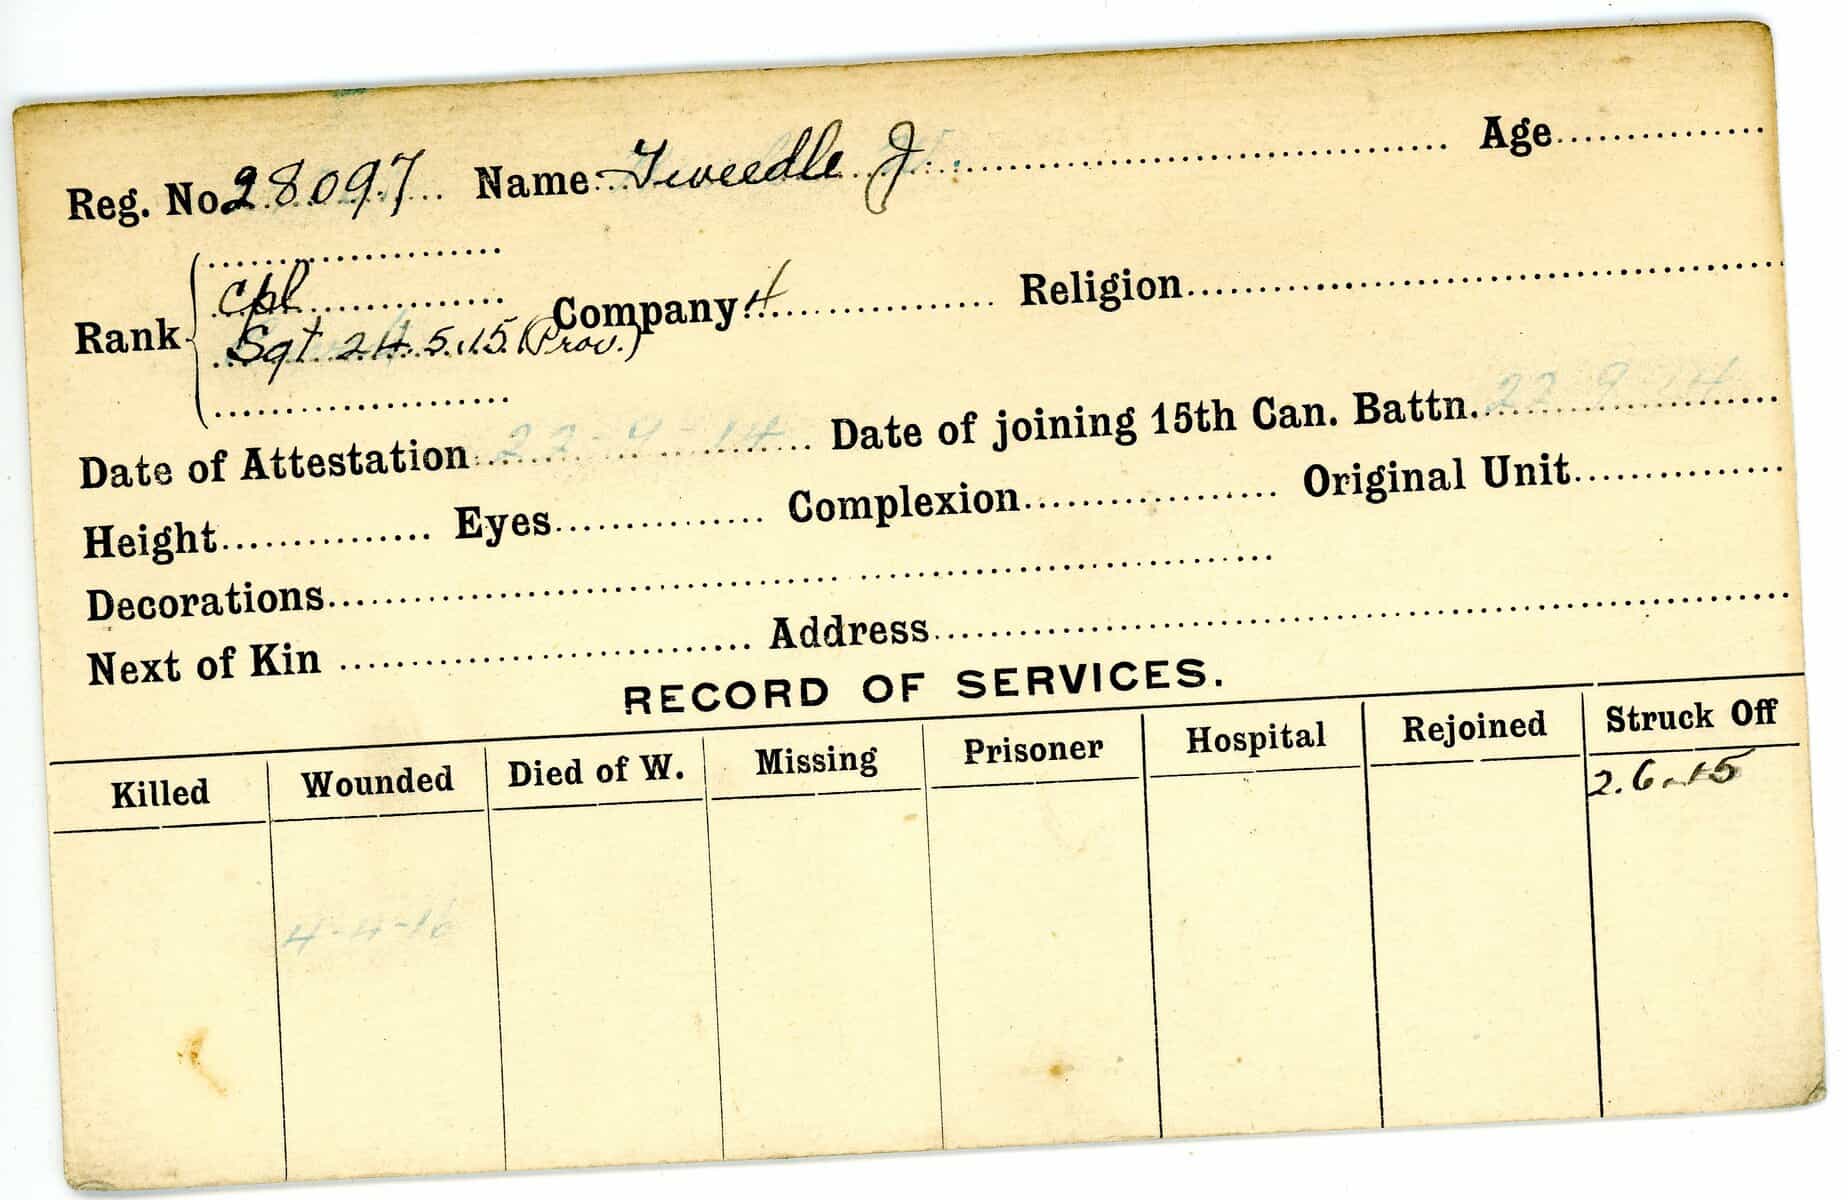 Reg. No. 28097 Name Tweedle J. Age
Rank Cpl Company 4 Religion
Sgt 24.5.15 (Prov.)
Date of Attestation 22-9-14 Date of joining 15th Can. Battn. 22 9 14
Height Eyes Complexion Original Unit
Decorations
Next of Kin Address
RECORD OF SERVICES.
Killed Wounded Died of W. Missing Prisoner Hospital Rejoined Struck Off
2.6.15
4-4-16